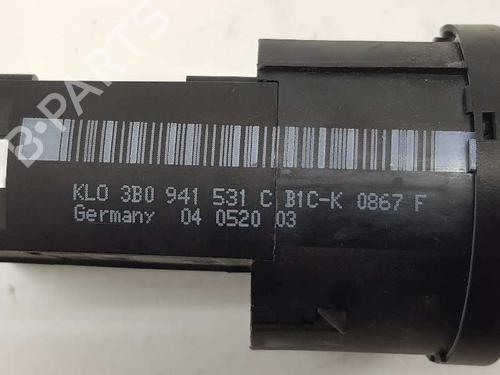 B-PARTS
KLO 3B0 941 531 C B1C-K 0867 F
Germany 04 0520 03